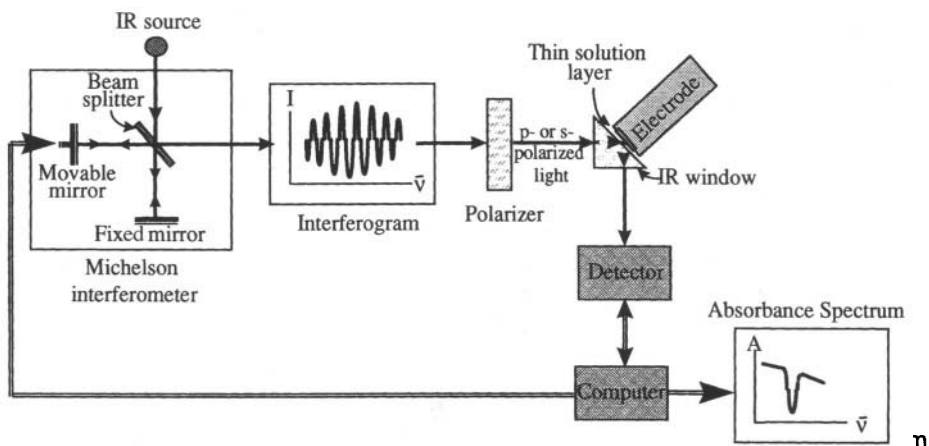 IR source
Beam
splitter
Movable
mirror
Fixed mirror
Michelson
interferometer
I
ν̄
Interferogram
Polarizer
p- or s-
polarized
light
Thin solution
layer
Electrode
IR window
Detector
Computer
Absorbance Spectrum
A
ν̄
n